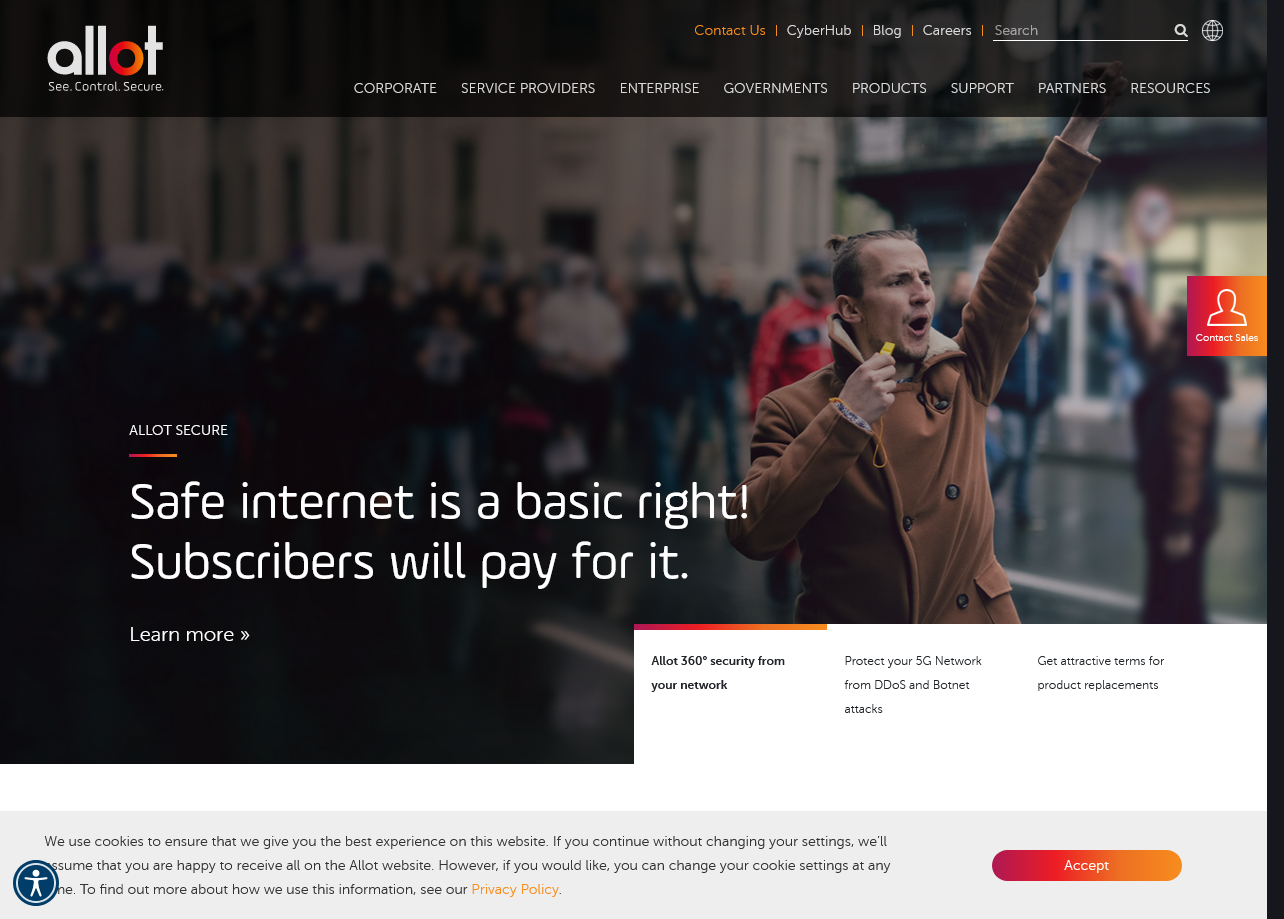 allot
See. Control. Secure.
Contact Us
CyberHub
Blog
Careers
Search
CORPORATE
SERVICE PROVIDERS
ENTERPRISE
GOVERNMENTS
PRODUCTS
SUPPORT
PARTNERS
RESOURCES
Contact Sales
ALLOT SECURE
Safe internet is a basic right!
Subscribers will pay for it.
Learn more »
Allot 360° security from
your network
Protect your 5G Network
from DDoS and Botnet
attacks
Get attractive terms for
product replacements
We use cookies to ensure that we give you the best experience on this website. If you continue without changing your settings, we'll
assume that you are happy to receive all on the Allot website. However, if you would like, you can change your cookie settings at any
time. To find out more about how we use this information, see our Privacy Policy.
Accept